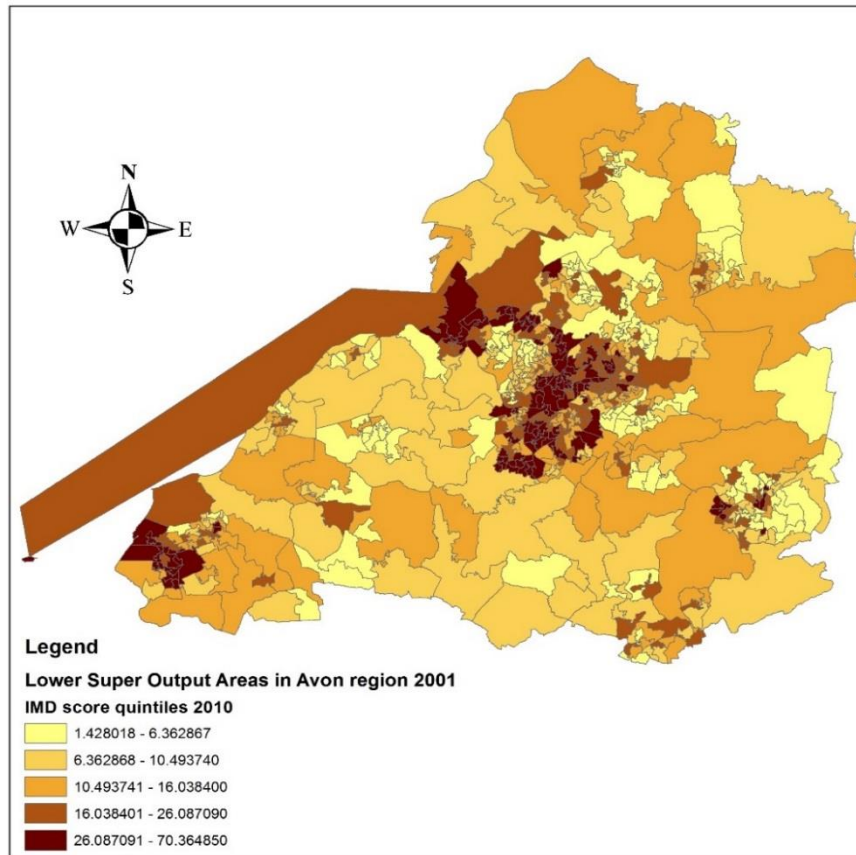 N
W E
S
Legend
Lower Super Output Areas in Avon region 2001
IMD score quintiles 2010
1.428018 - 6.362867
6.362868 - 10.493740
10.493741 - 16.038400
16.038401 - 26.087090
26.087091 - 70.364850